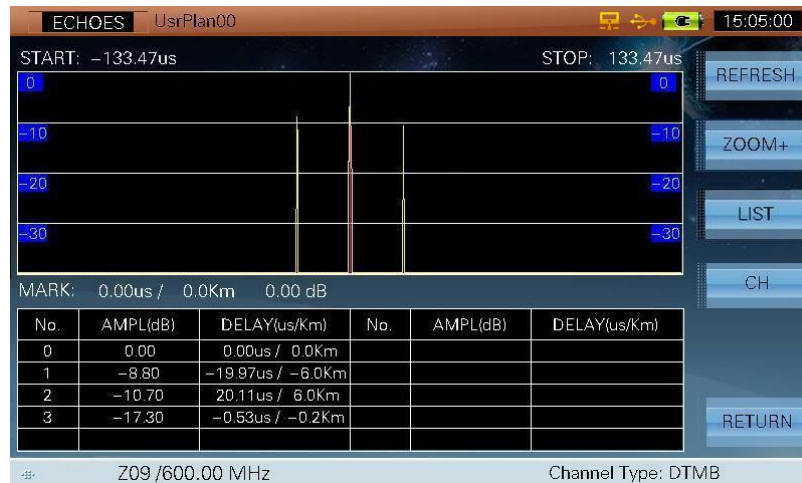 ECHOES UsrPlan00 15:05:00
START: −133.47us STOP: 133.47us
0 0
−10 −10
−20 −20
−30 −30
MARK: 0.00us / 0.0Km 0.00 dB
No. AMPL(dB) DELAY(us/Km) No. AMPL(dB) DELAY(us/Km)
0 0.00 0.00us / 0.0Km
1 −8.80 −19.97us / −6.0Km
2 −10.70 20.11us / 6.0Km
3 −17.30 −0.53us / −0.2Km
REFRESH
ZOOM+
LIST
CH
RETURN
Z09 /600.00 MHz Channel Type: DTMB